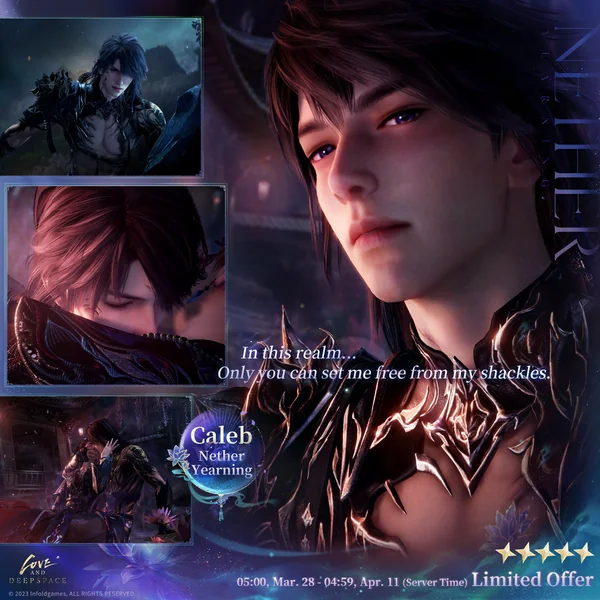 NETHER
In this realm...
Only you can set me free from my shackles.
Caleb
Nether
Yearning
LOVE
AND
DEEPSPACE
© 2023 Infoldgames, ALL RIGHTS RESERVED
05:00, Mar. 28 - 04:59, Apr. 11 (Server Time) Limited Offer